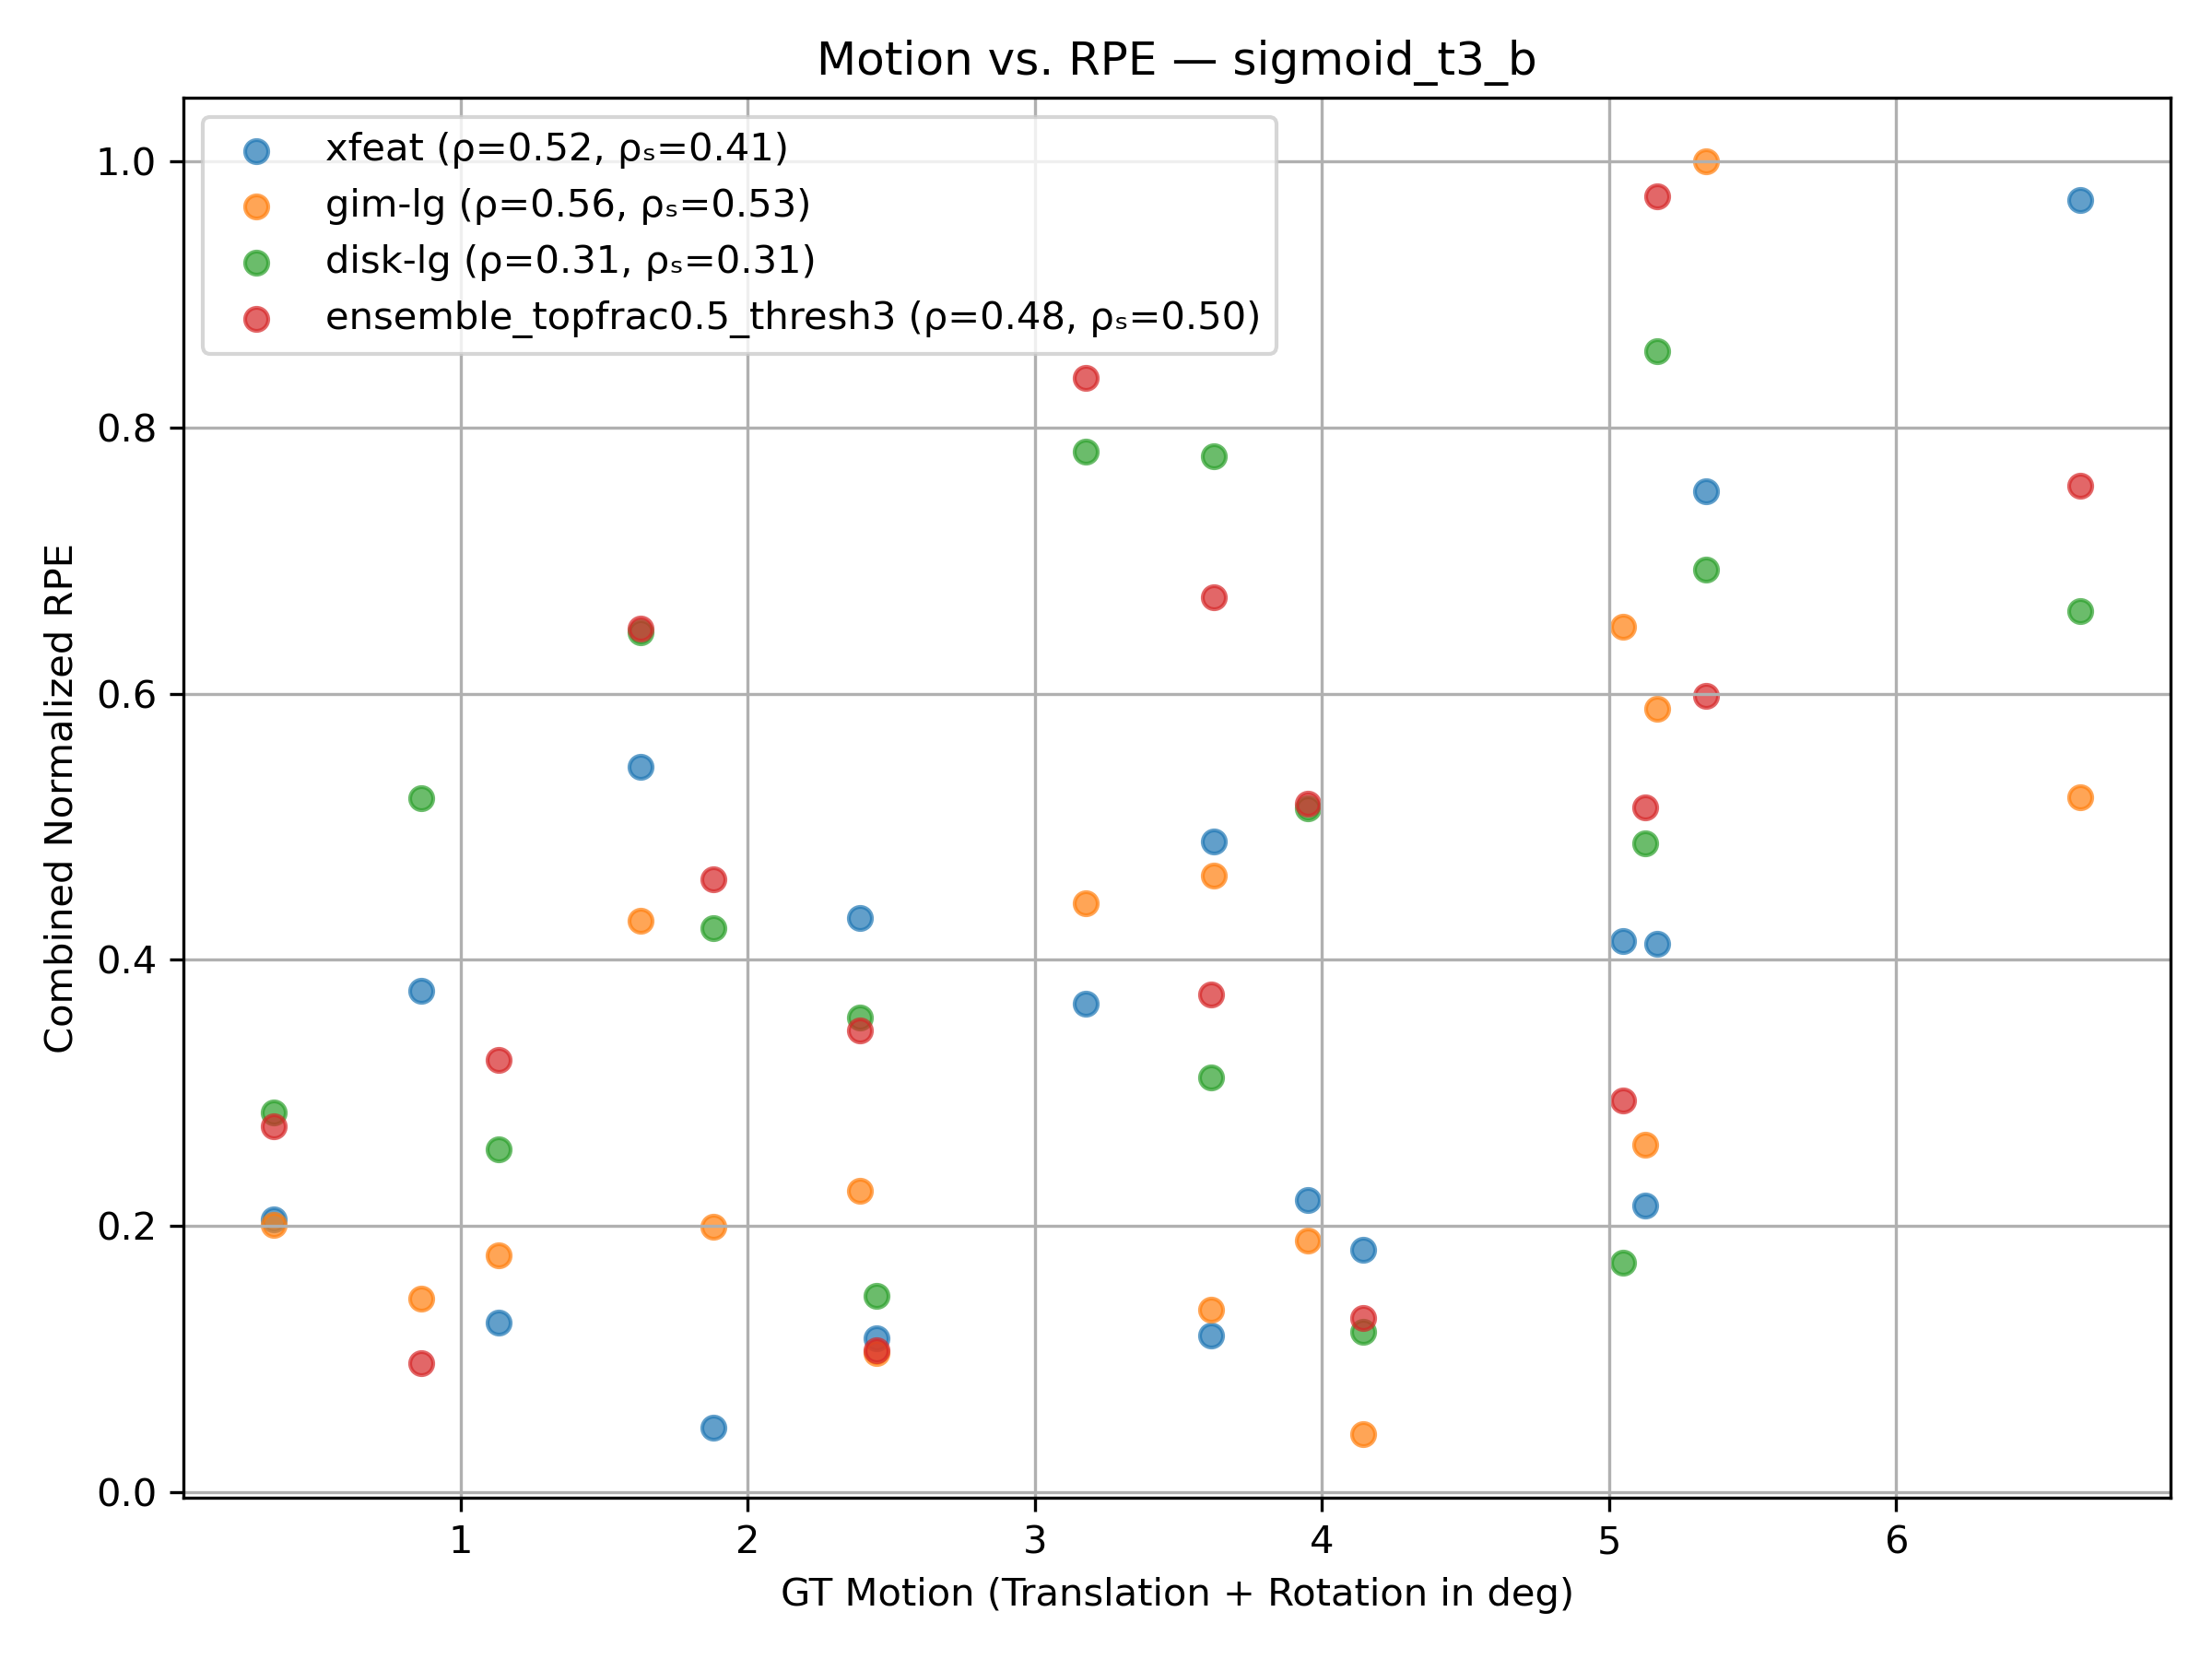 Motion vs. RPE — sigmoid_t3_b
xfeat (ρ=0.52, ρₛ=0.41)
gim-lg (ρ=0.56, ρₛ=0.53)
disk-lg (ρ=0.31, ρₛ=0.31)
ensemble_topfrac0.5_thresh3 (ρ=0.48, ρₛ=0.50)
Combined Normalized RPE
1.0
0.8
0.6
0.4
0.2
0.0
1 2 3 4 5 6
GT Motion (Translation + Rotation in deg)